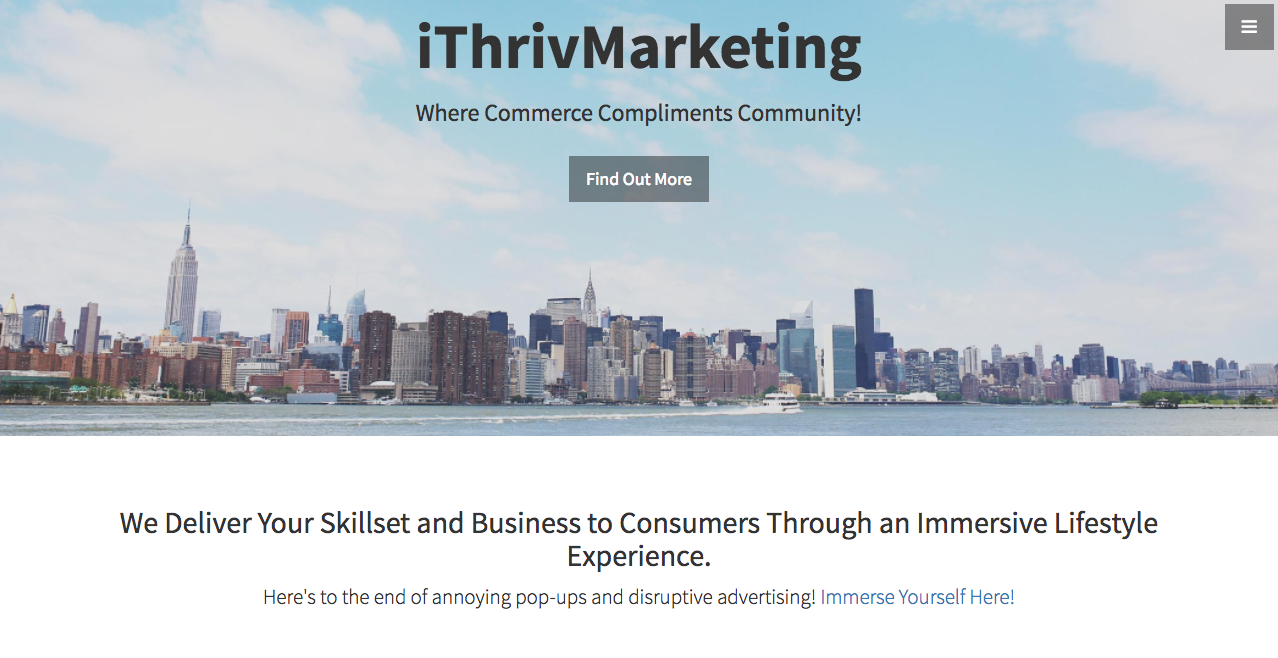 iThrivMarketing
Where Commerce Compliments Community!
Find Out More
We Deliver Your Skillset and Business to Consumers Through an Immersive Lifestyle
Experience.
Here's to the end of annoying pop-ups and disruptive advertising! Immerse Yourself Here!